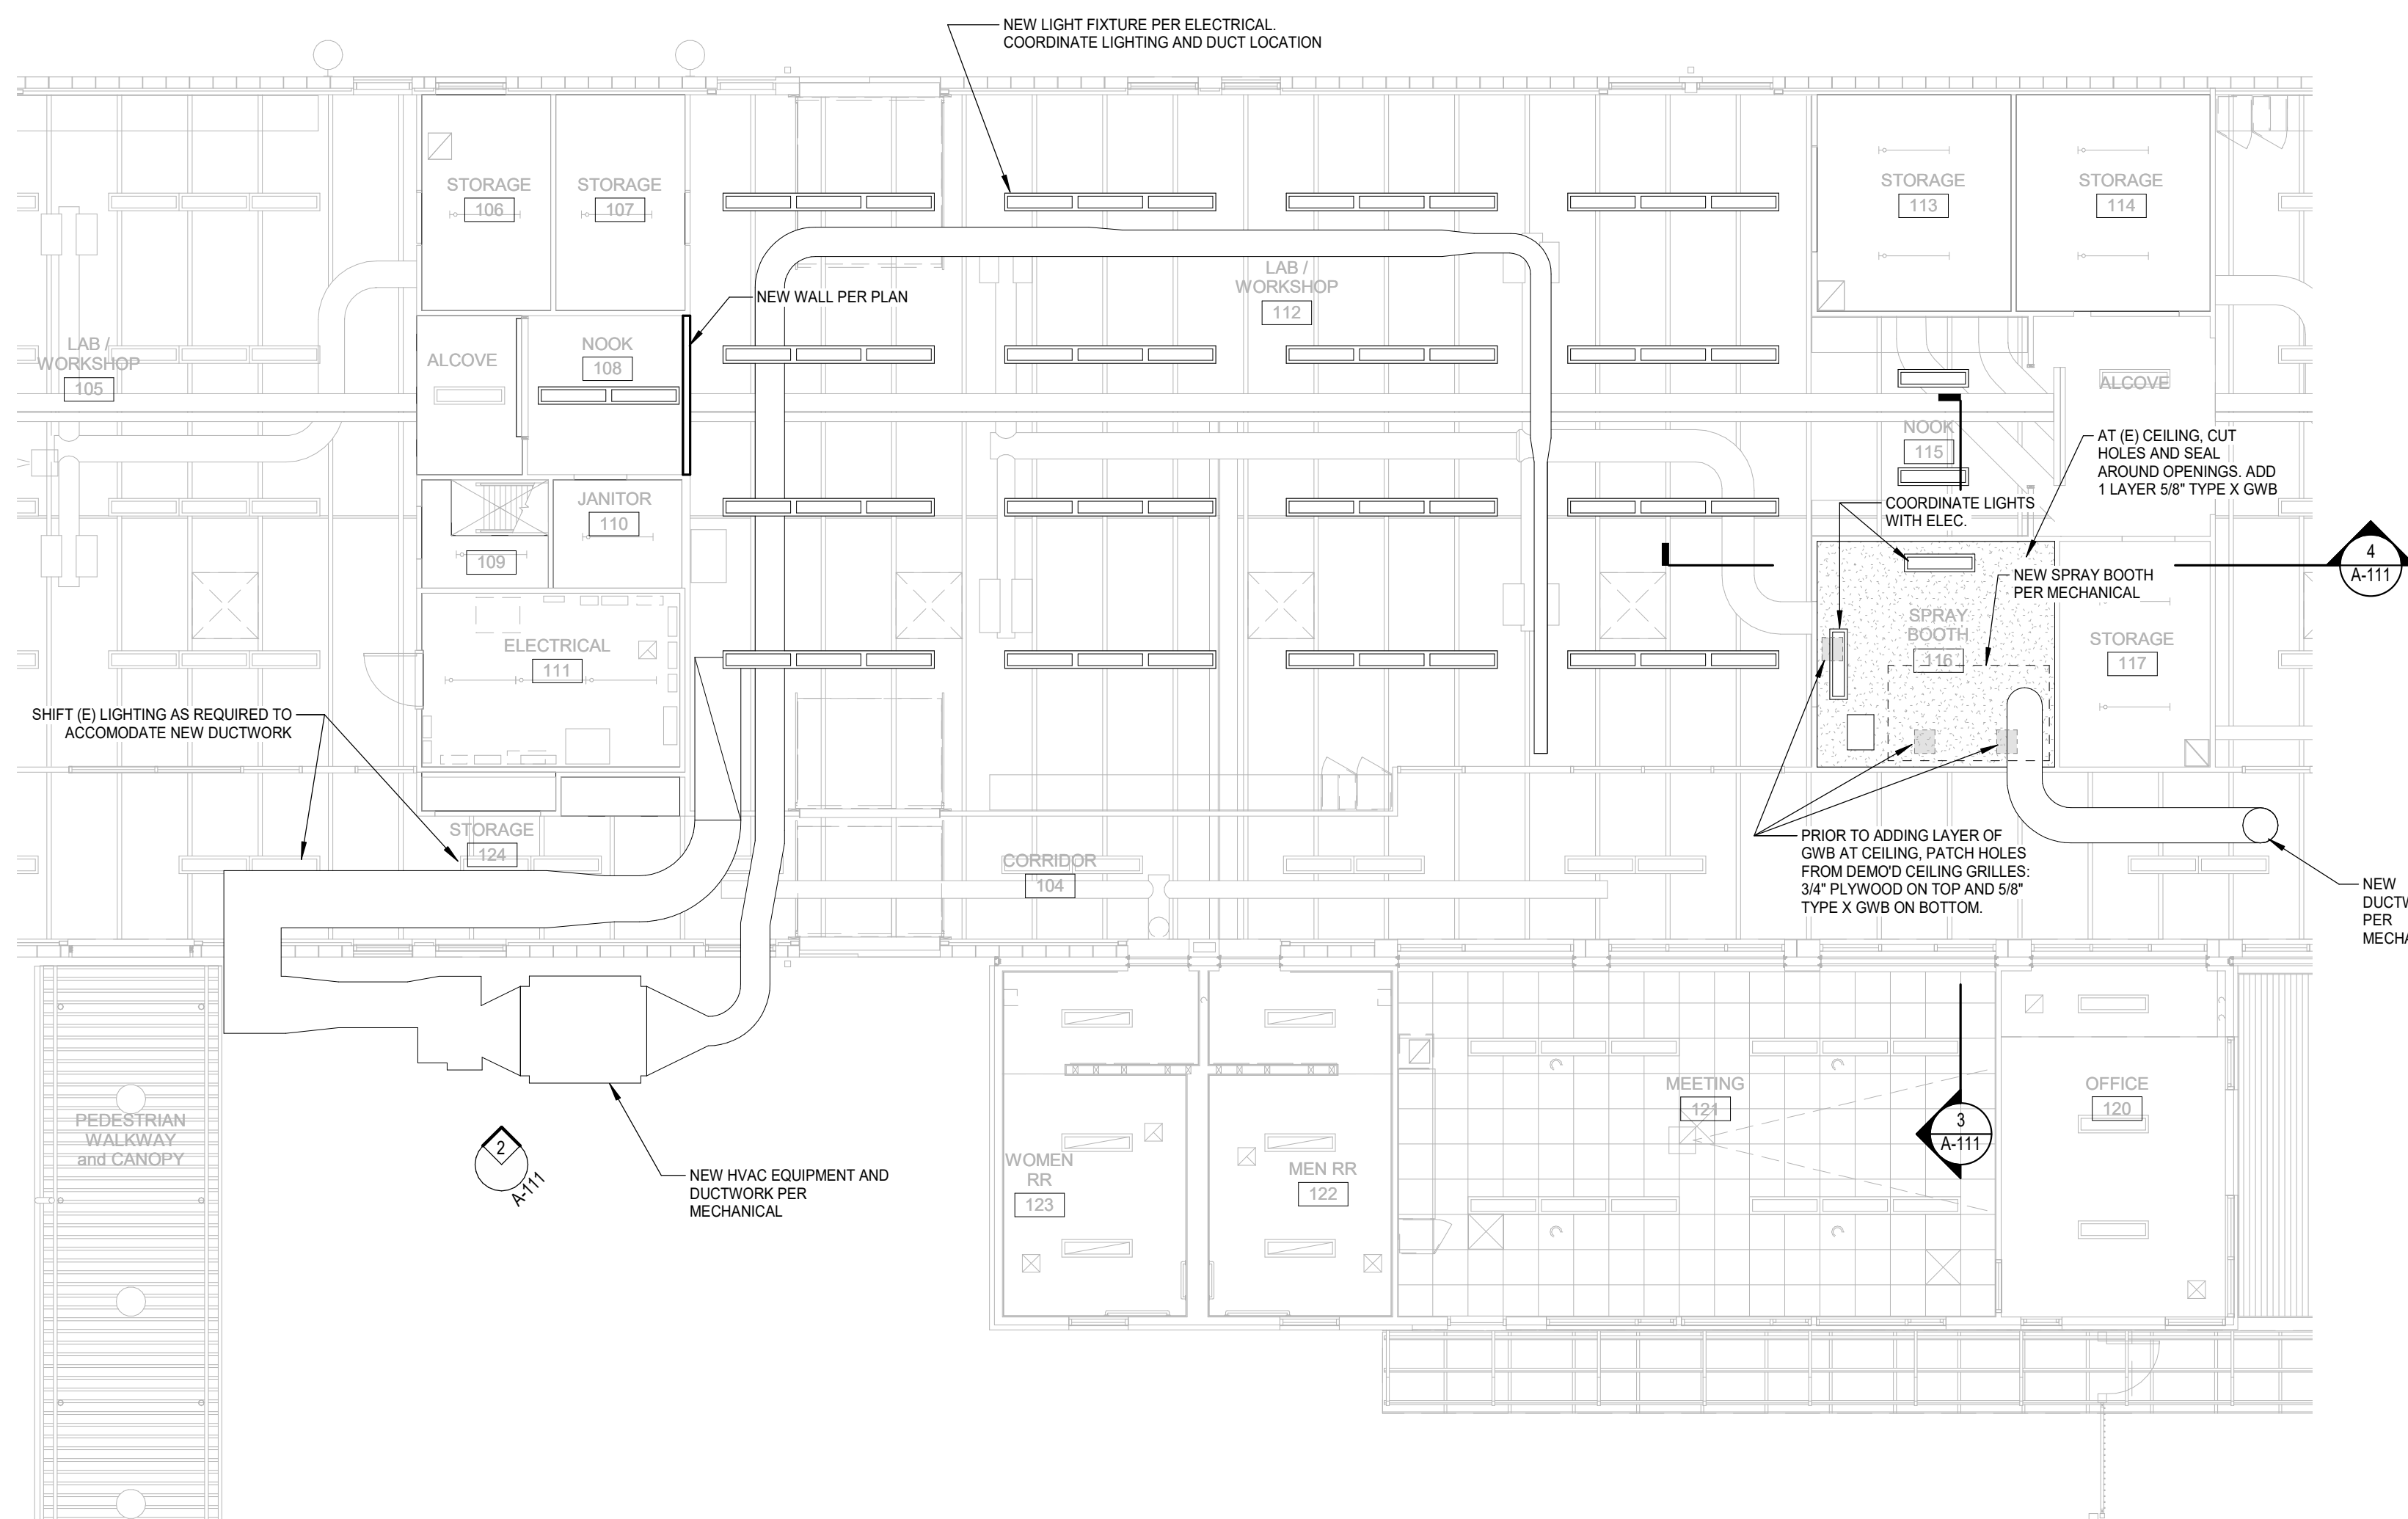 NEW LIGHT FIXTURE PER ELECTRICAL.
COORDINATE LIGHTING AND DUCT LOCATION
STORAGE
106
STORAGE
107
STORAGE
113
STORAGE
114
LAB /
WORKSHOP
112
NEW WALL PER PLAN
LAB /
WORKSHOP
105
ALCOVE
NOOK
108
ALCOVE
NOOK
115
AT (E) CEILING, CUT
HOLES AND SEAL
AROUND OPENINGS. ADD
1 LAYER 5/8" TYPE X GWB
COORDINATE LIGHTS
WITH ELEC.
JANITOR
110
109
4
A-111
NEW SPRAY BOOTH
PER MECHANICAL
SPRAY
BOOTH
116
STORAGE
117
ELECTRICAL
111
SHIFT (E) LIGHTING AS REQUIRED TO
ACCOMODATE NEW DUCTWORK
STORAGE
124
CORRIDOR
104
PRIOR TO ADDING LAYER OF
GWB AT CEILING, PATCH HOLES
FROM DEMO'D CEILING GRILLES:
3/4" PLYWOOD ON TOP AND 5/8"
TYPE X GWB ON BOTTOM.
NEW
DUCTW
PER
MECHA
PEDESTRIAN
WALKWAY
and CANOPY
2
A-111
NEW HVAC EQUIPMENT AND
DUCTWORK PER
MECHANICAL
WOMEN
RR
123
MEN RR
122
MEETING
121
3
A-111
OFFICE
120